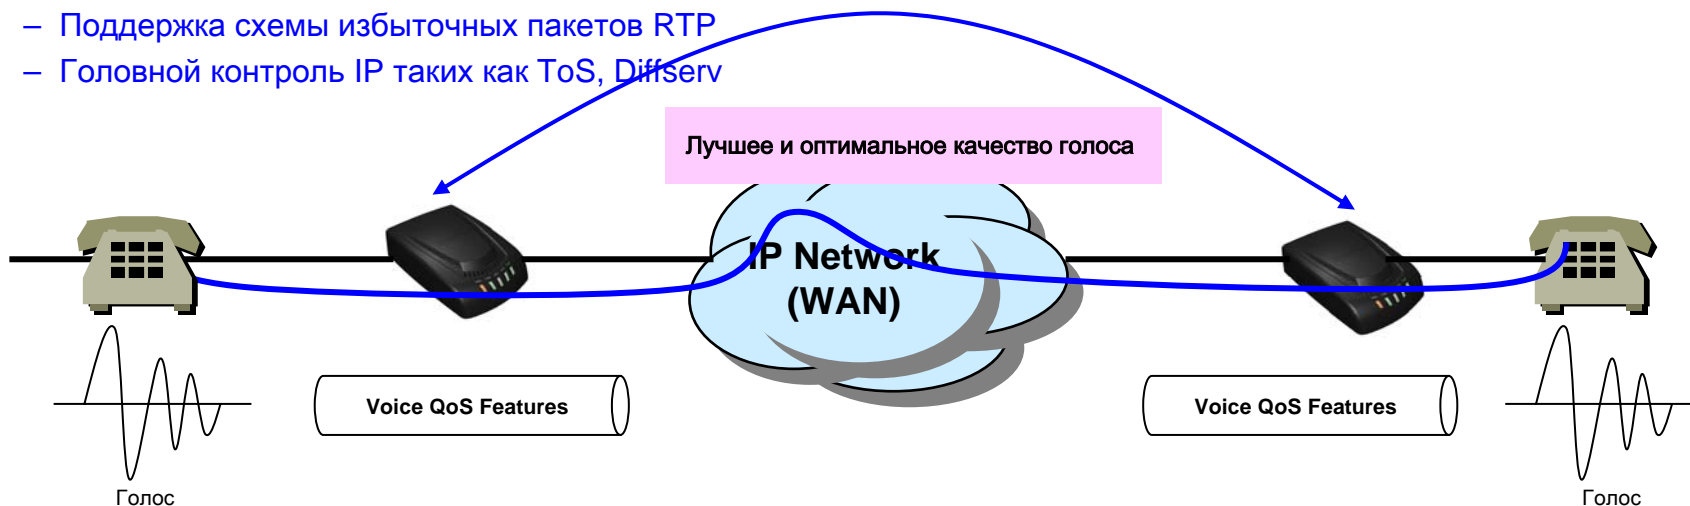 – Поддержка схемы избыточных пакетов RTP
– Головной контроль IP таких как ToS, Diffserv
Лучшее и оптимальное качество голоса
IP Network
(WAN)
Voice QoS Features
Voice QoS Features
Голос
Голос